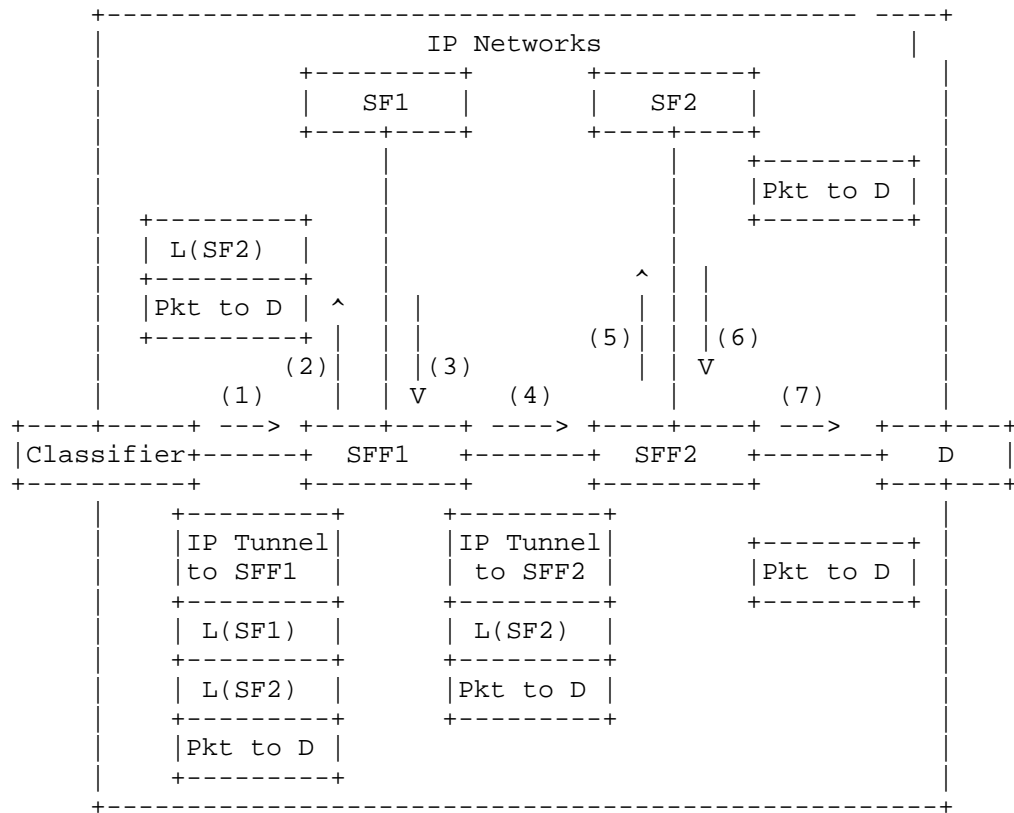 IP Networks
SF1 SF2
Pkt to D
L(SF2)
Pkt to D ^ ^
(5) (6)
(2) (3) V
(1) V (4) (7)
Classifier SFF1 SFF2 D
IP Tunnel IP Tunnel
to SFF1 to SFF2 Pkt to D
L(SF1) L(SF2)
L(SF2) Pkt to D
Pkt to D